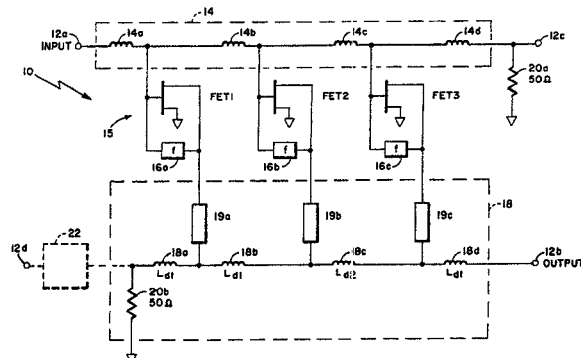 14
12a
INPUT
14a
14b
14c
14d
12c
20a
50Ω
10
15
FET1
FET2
FET3
f
f
f
16a
16b
16c
18
19a
19b
19c
22
12d
18a
18b
18c
18d
12b
OUTPUT
Ld1
Ld1
Ld2
Ld1
20b
50Ω